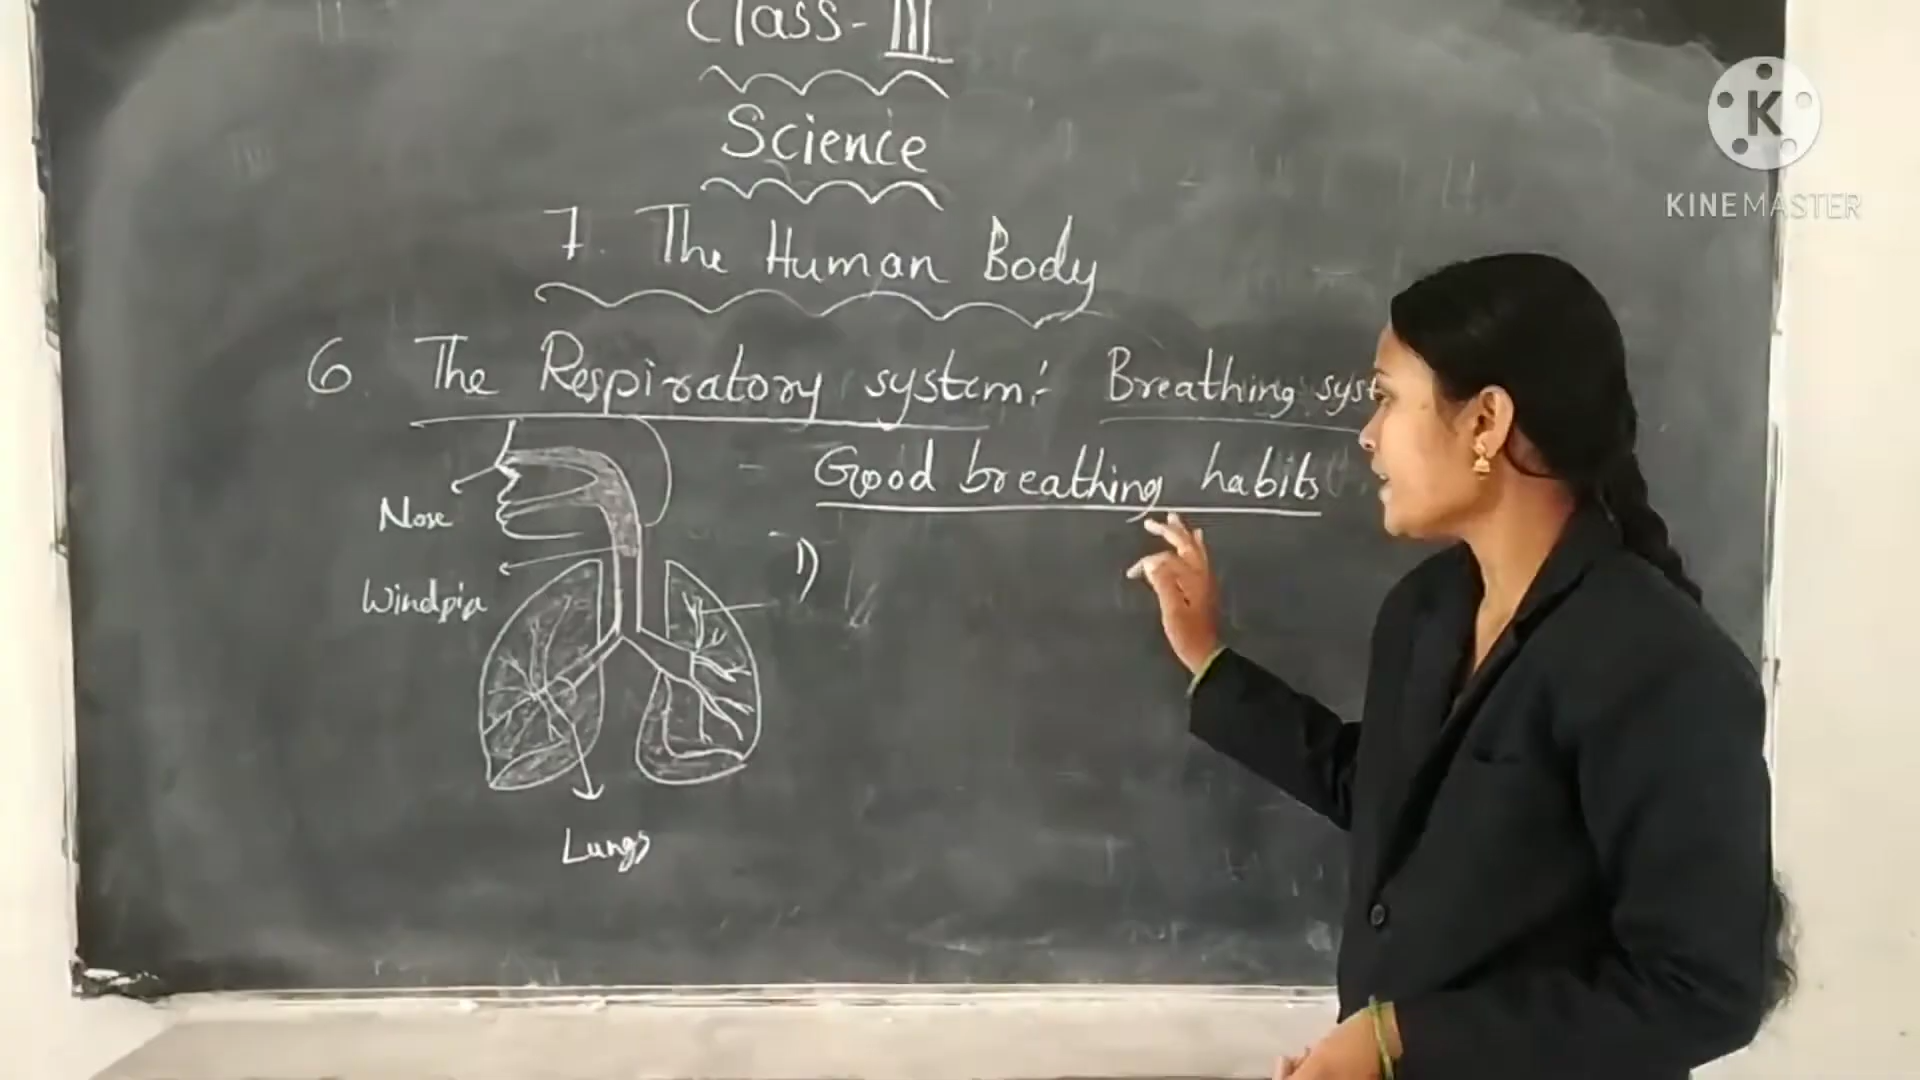 Class - III
Science
7. The Human Body
6. The Respiratory system:- Breathing syst
Good breathing habits
Nose
1)
Windpip
Lungs
K
KINEMASTER